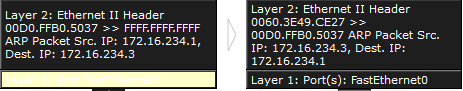 Layer 2: Ethernet II Header
00D0.FFB0.5037 >> FFFF.FFFF.FFFF
ARP Packet Src. IP: 172.16.234.1,
Dest. IP: 172.16.234.3
Layer 2: Ethernet II Header
0060.3E49.CE27 >>
00D0.FFB0.5037 ARP Packet Src.
IP: 172.16.234.3, Dest. IP:
172.16.234.1
Layer 1: Port(s): FastEthernet0